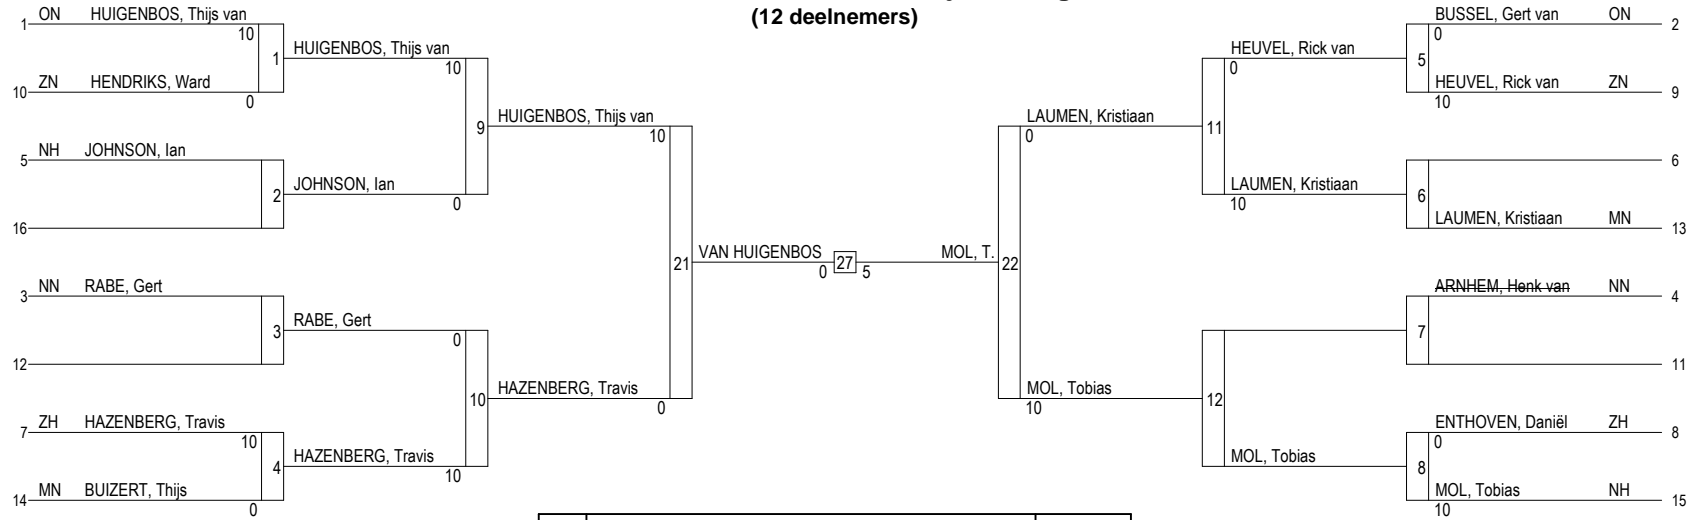 (12 deelnemers)
1 ON HUIGENBOS, Thijs van
10
1
10 ZN HENDRIKS, Ward
0
HUIGENBOS, Thijs van
10
5 NH JOHNSON, Ian
2
16
JOHNSON, Ian
0
9
HUIGENBOS, Thijs van
10
3 NN RABE, Gert
3
12
RABE, Gert
0
7 ZH HAZENBERG, Travis
10
4
14 MN BUIZERT, Thijs
0
HAZENBERG, Travis
10
10
HAZENBERG, Travis
0
21
VAN HUIGENBOS
0 27 5
MOL, T.
22
LAUMEN, Kristiaan
0
11
HEUVEL, Rick van
0
BUSSEL, Gert van ON 2
0
5
HEUVEL, Rick van ZN 9
10
LAUMEN, Kristiaan
10
6
6
LAUMEN, Kristiaan MN 13
MOL, Tobias
10
12
ARNHEM, Henk van NN 4
7
11
MOL, Tobias
ENTHOVEN, Daniël ZH 8
0
8
MOL, Tobias NH 15
10